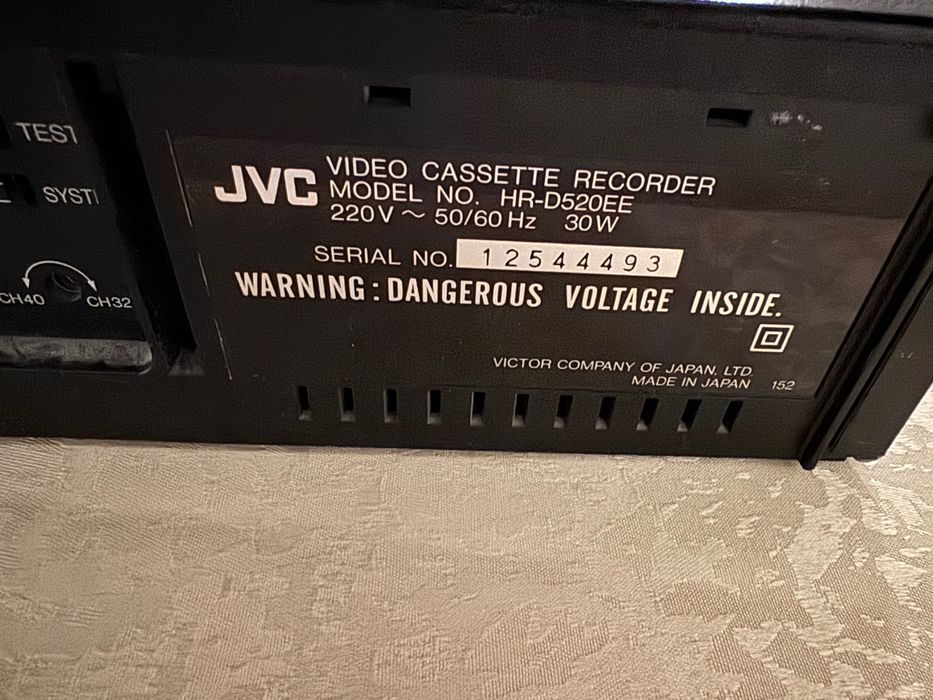 TEST
SYST
CH40 CH32
JVC
VIDEO CASSETTE RECORDER
MODEL NO. HR-D520EE
220V ~ 50/60 Hz 30W
SERIAL NO. 12544493
WARNING: DANGEROUS VOLTAGE INSIDE.
VICTOR COMPANY OF JAPAN, LTD.
MADE IN JAPAN 152